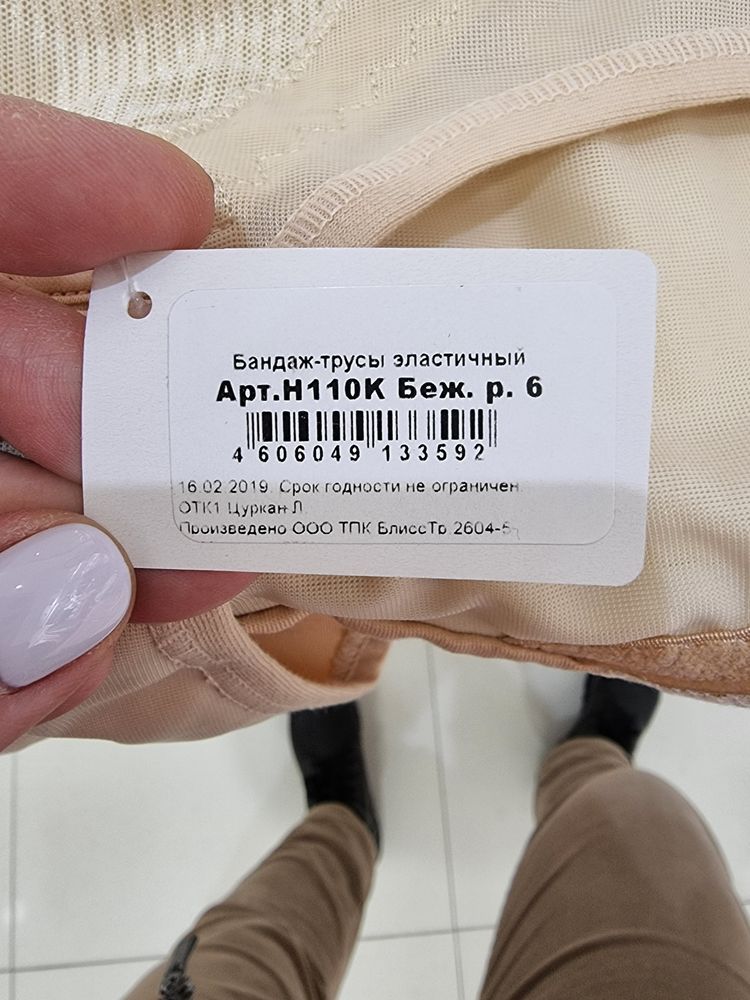 Бандаж-трусы эластичный
Арт.Н110К Беж. р. 6
4 606049 133592
16.02.2019. Срок годности не ограничен.
ОТК1 Цуркан Л
Произведено ООО ТПК БлиссТр.2604-5